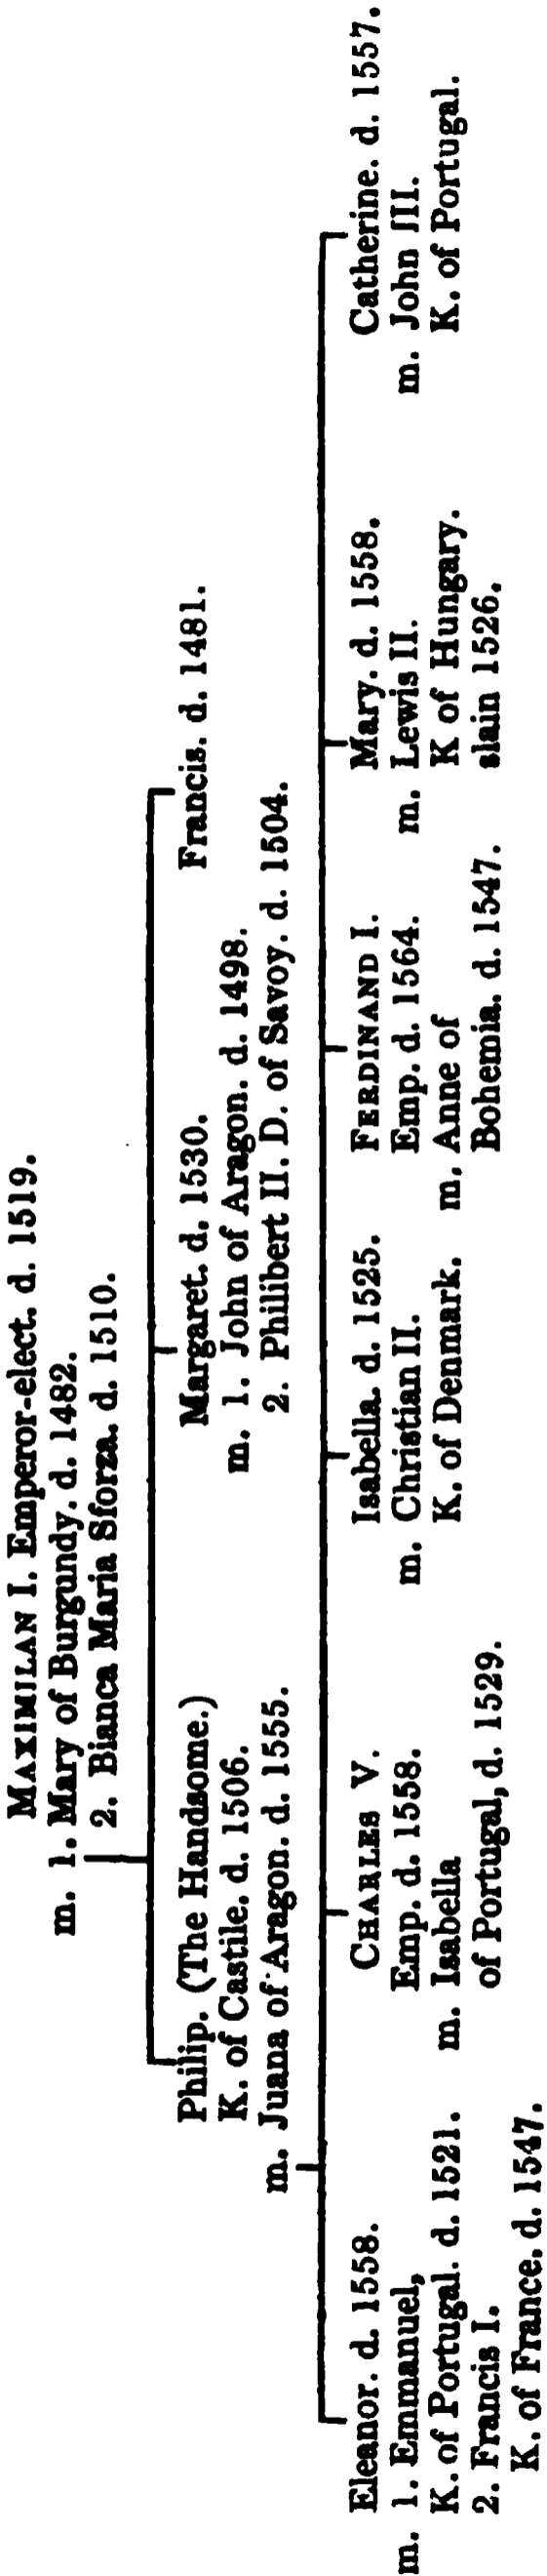 MAXIMILAN I. Emperor-elect. d. 1519.
m. 1. Mary of Burgundy. d. 1482.
2. Bianca Maria Sforza. d. 1510.
Philip. (The Handsome.)
K. of Castile. d. 1506.
m. Juana of Aragon. d. 1555.
Margaret. d. 1530.
m. 1. John of Aragon. d. 1498.
2. Philibert II. D. of Savoy. d. 1504.
Francis. d. 1481.
Eleanor. d. 1558.
m. 1. Emmanuel,
K. of Portugal. d. 1521.
2. Francis I.
K. of France. d. 1547.
CHARLES V.
Emp. d. 1558.
m. Isabella
of Portugal, d. 1529.
Isabella. d. 1525.
m. Christian II.
K. of Denmark.
FERDINAND I.
Emp. d. 1564.
m. Anne of
Bohemia. d. 1547.
Mary. d. 1558.
m. Lewis II.
K of Hungary.
slain 1526.
Catherine. d. 1557.
m. John III.
K. of Portugal.